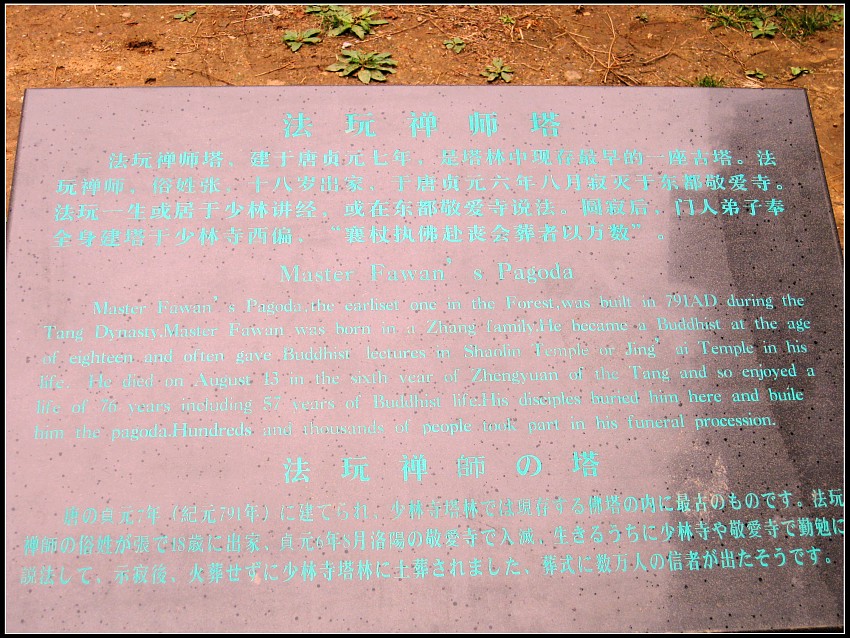 法玩禅师塔
法玩禅师塔、建于唐贞元七年，是塔林中现存最早的一座古塔。法
玩禅师，俗姓张，十八岁出家，于唐贞元六年八月寂灭于东都敬爱寺。
法玩一生或居于少林讲经，或在东都敬爱寺说法。圆寂后，门人弟子奉
全身建塔于少林寺西偏，“襄杖执佛赴丧会葬者以万数”。
Master Fawan's Pagoda
Master Fawan's Pagoda,the earliset one in the Forest,was built in 791AD during the
Tang Dynasty.Master Fawan was born in a Zhang family.He became a Buddhist at the age
of eighteen and often gave Buddhist lectures in Shaolin Temple or Jing' ai Temple in his
life. He died on August 13 in the sixth year of Zhengyuan of the Tang and so enjoyed a
life of 76 years including 57 years of Buddhist life.His disciples buried him here and buile
him the pagoda.Hundreds and thousands of people took part in his funeral procession.
法玩禅師の塔
唐の貞元7年（紀元791年）に建てられ、少林寺塔林では現存する佛塔の内に最古のものです。法玩
禅師の俗姓が張で18歳に出家、貞元6年8月洛陽の敬愛寺で入滅，生きるうちに少林寺や敬愛寺で勤勉に
説法して、示寂後、火葬せずに少林寺塔林に土葬されました、葬式に数万人の信者が出たそうです。